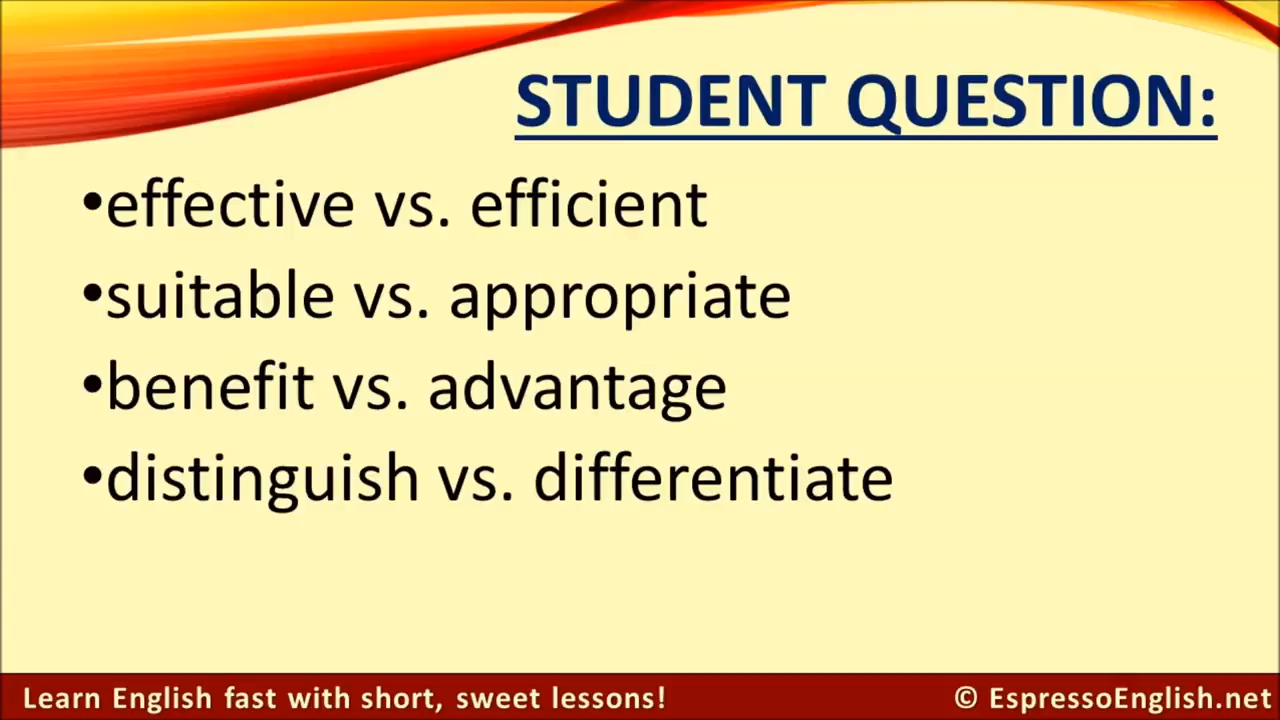 STUDENT QUESTION:
•effective vs. efficient
•suitable vs. appropriate
•benefit vs. advantage
•distinguish vs. differentiate
Learn English fast with short, sweet lessons!
© EspressoEnglish.net